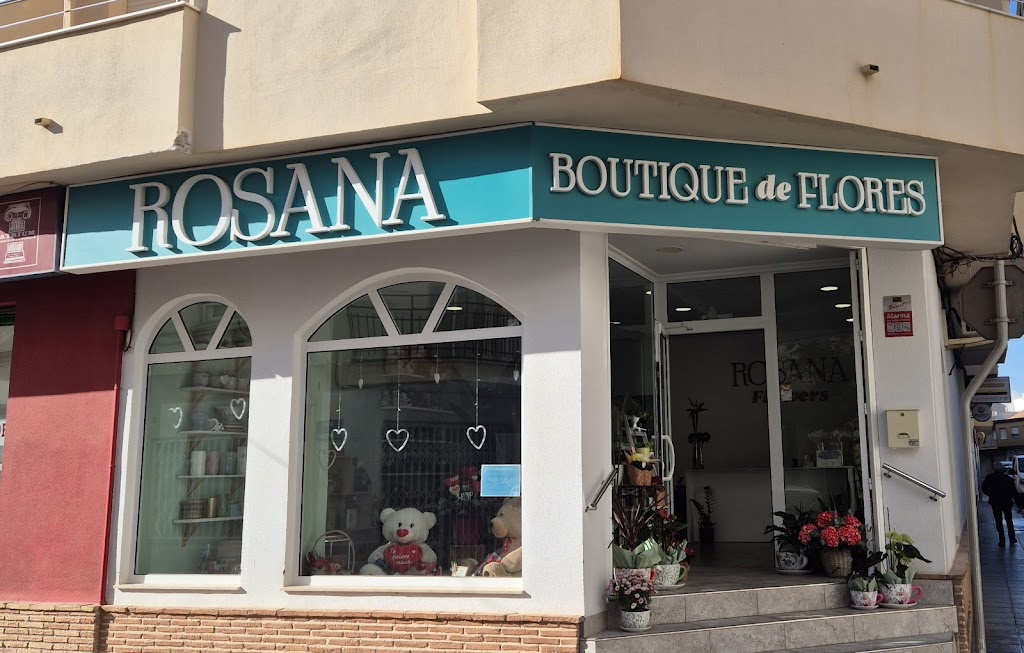 ROSANA
BOUTIQUE de FLORES
ROSANA
Flowers
Alarma